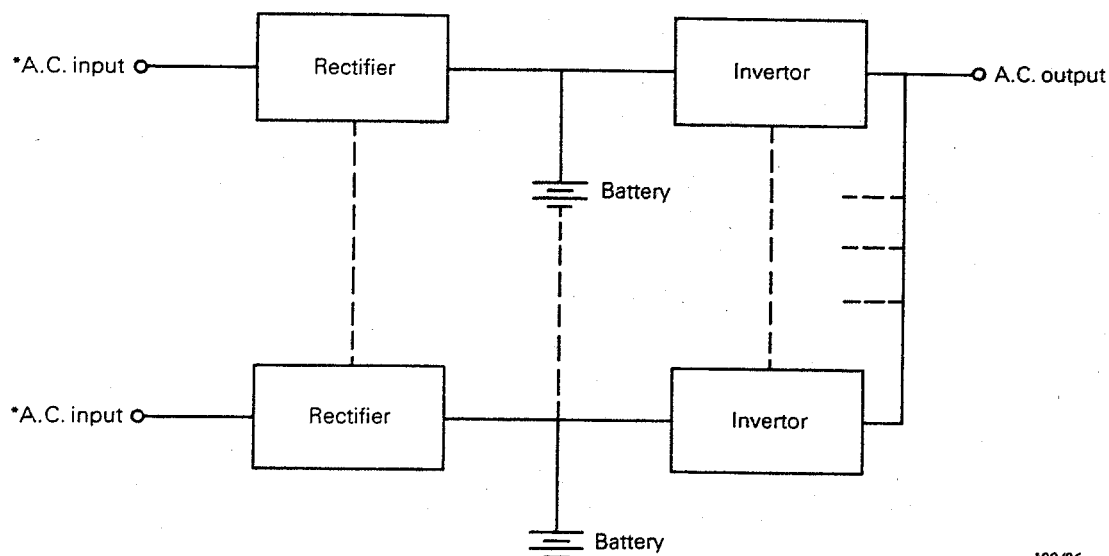 *A.C. input
Rectifier
Invertor
A.C. output
Battery
*A.C. input
Rectifier
Invertor
Battery